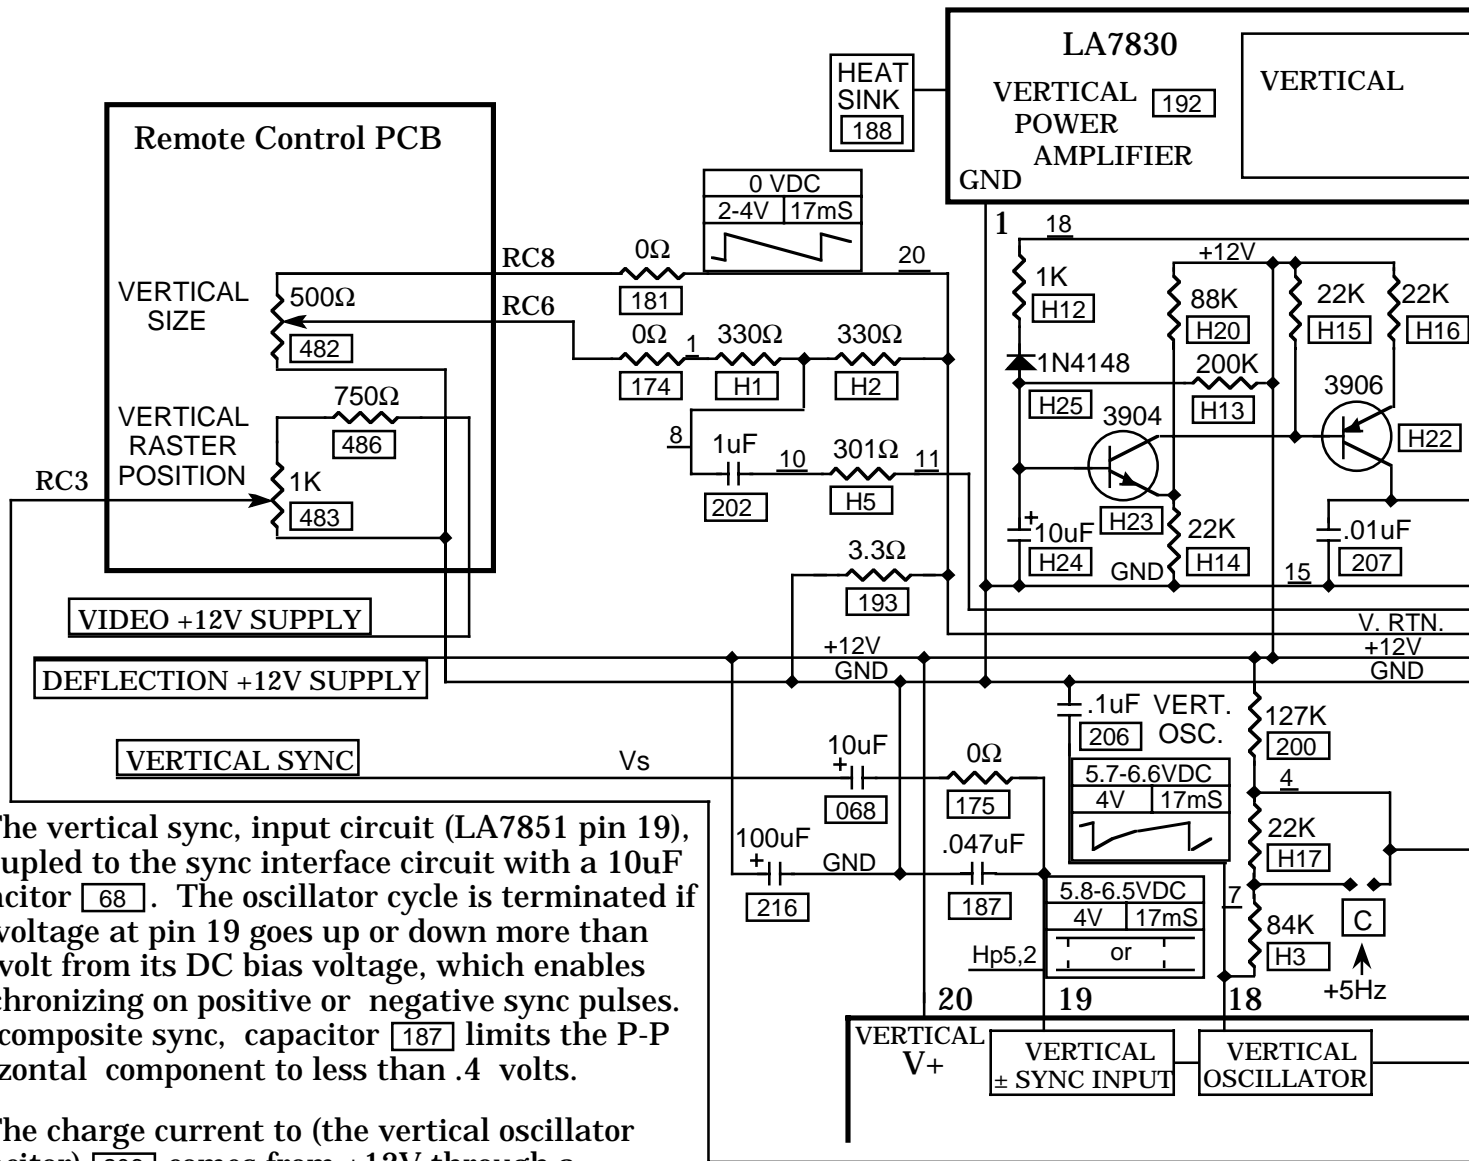 LA7830
VERTICAL
POWER
AMPLIFIER
192
VERTICAL
GND
HEAT
SINK
188
Remote Control PCB
0 VDC
2-4V 17mS
1
18
+12V
RC8
0Ω
181
20
VERTICAL
SIZE
500Ω
482
RC6
0Ω
174
1
330Ω
H1
330Ω
H2
1K
H12
88K
H20
22K
H15
22K
H16
1N4148
H25
200K
H13
3904
3906
H22
750Ω
486
VERTICAL
RASTER
POSITION
RC3
1K
483
8
1uF
202
10
301Ω
H5
11
H23
+
10uF
H24
22K
H14
GND
15
.01uF
207
3.3Ω
193
VIDEO +12V SUPPLY
V. RTN.
+12V
GND
+12V
GND
DEFLECTION +12V SUPPLY
VERTICAL SYNC
Vs
10uF
+
068
0Ω
175
.1uF
206
VERT.
OSC.
127K
200
5.7-6.6VDC
4V 17mS
4
22K
H17
100uF
+
216
GND
.047uF
187
5.8-6.5VDC
4V 17mS
or
Hp5,2
7
84K
H3
C
+5Hz
20
19
18
VERTICAL
V+
VERTICAL
± SYNC INPUT
VERTICAL
OSCILLATOR
The vertical sync, input circuit (LA7851 pin 19),
upled to the sync interface circuit with a 10uF
acitor 68 . The oscillator cycle is terminated if
voltage at pin 19 goes up or down more than
volt from its DC bias voltage, which enables
chronizing on positive or negative sync pulses.
composite sync, capacitor 187 limits the P-P
zontal component to less than .4 volts.
The charge current to (the vertical oscillator